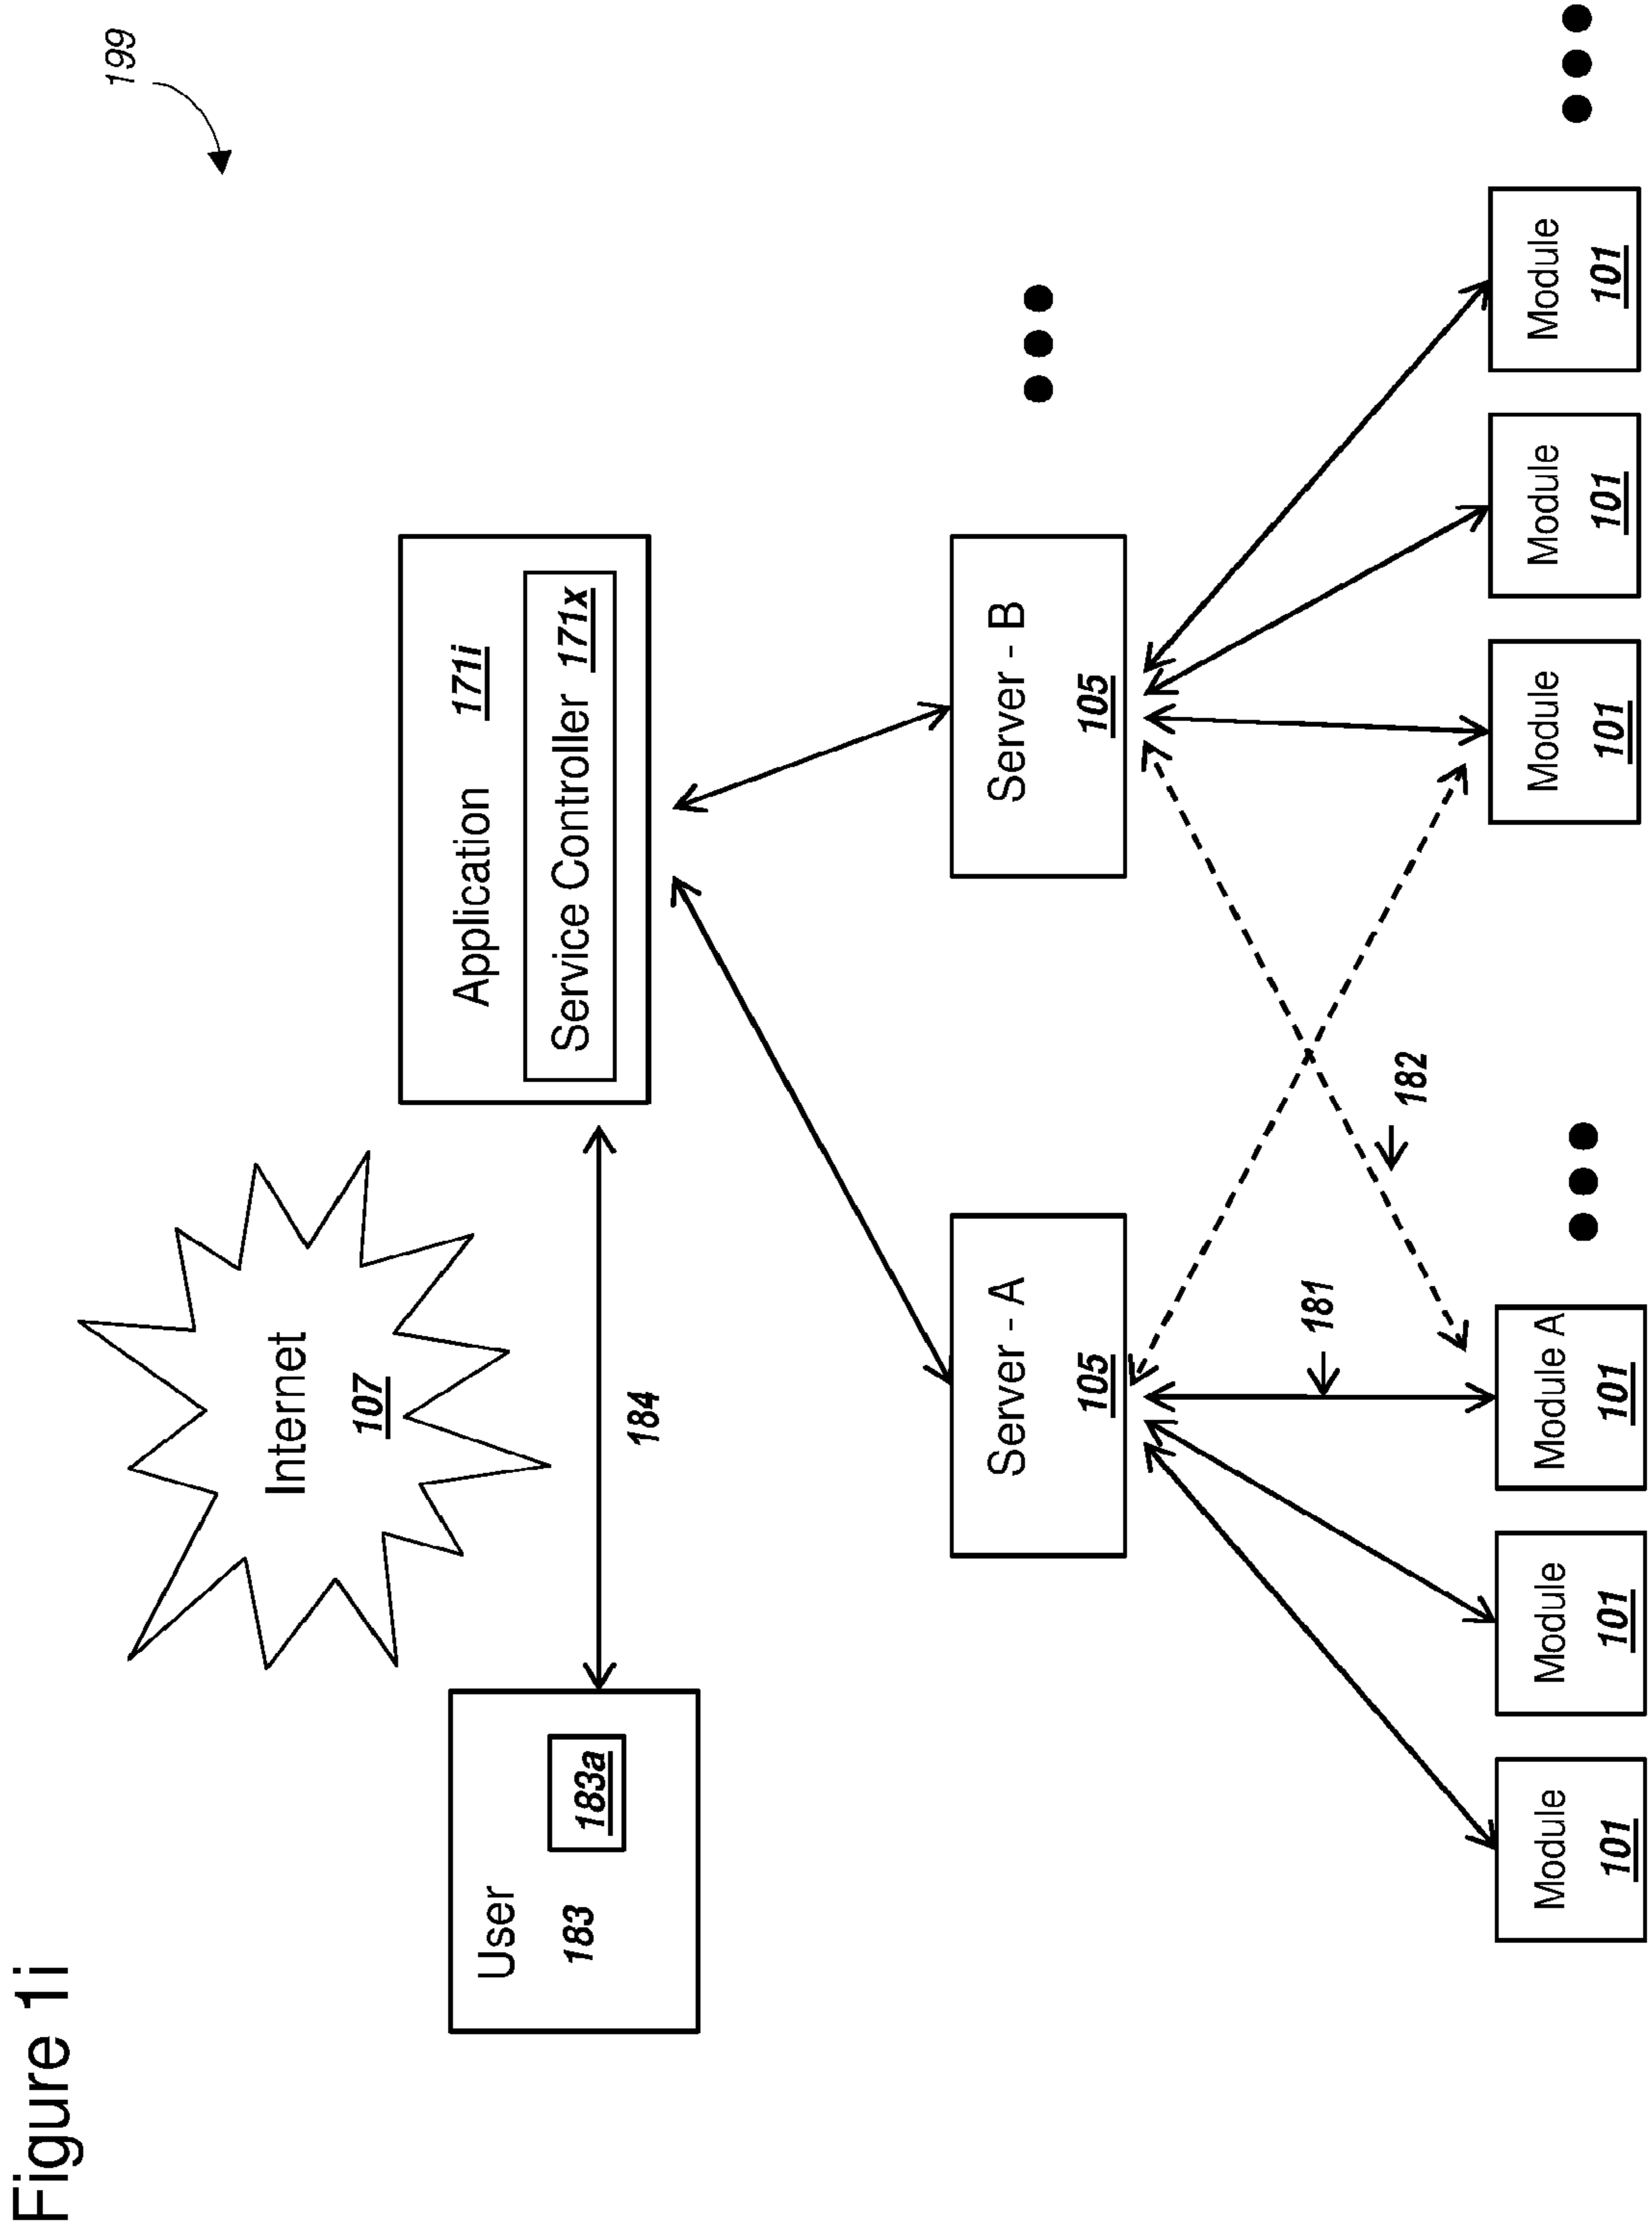 Figure 1i
199
Internet
107
User
183
183a
184
Application 171i
Service Controller 171x
Server - A
105
Server - B
105
181
182
Module
101
Module
101
Module A
101
Module
101
Module
101
Module
101